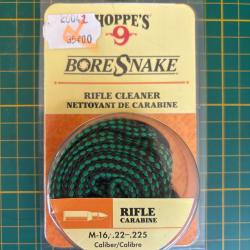 HOPPE'S
9
BORESNAKE
RIFLE CLEANER
NETTOYANT DE CARABINE
RIFLE
CARABINE
M-16, .22-.225
Caliber/Calibre